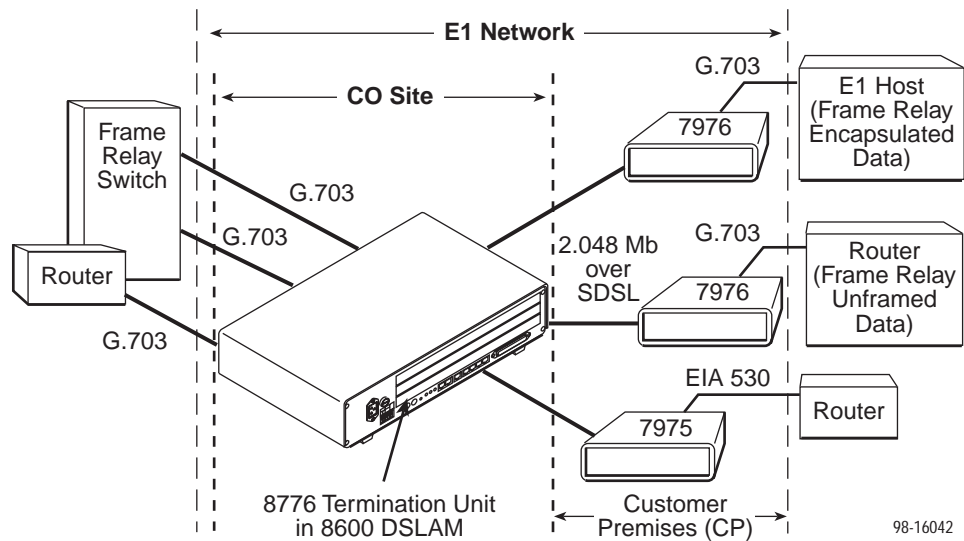 E1 Network
CO Site
Frame
Relay
Switch
Router
G.703
G.703
G.703
G.703
7976
E1 Host
(Frame Relay
Encapsulated
Data)
2.048 Mb
over
SDSL
G.703
7976
Router
(Frame Relay
Unframed
Data)
EIA 530
7975
Router
8776 Termination Unit
in 8600 DSLAM
Customer
Premises (CP)
98-16042